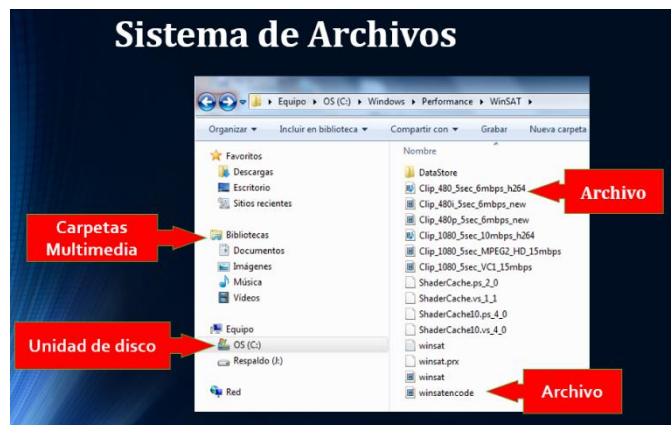 Sistema de Archivos
Equipo ▸ OS (C:) ▸ Windows ▸ Performance ▸ WinSAT ▸
Organizar ▼ Incluir en biblioteca ▼ Compartir con ▼ Grabar Nueva carpeta
Favoritos
Descargas
Escritorio
Sitios recientes
Carpetas
Multimedia
Bibliotecas
Documentos
Imágenes
Música
Vídeos
Equipo
Unidad de disco
OS (C:)
Respaldo (J:)
Red
Nombre
DataStore
Clip_480_5sec_6mbps_h264
Archivo
Clip_480i_5sec_6mbps_new
Clip_480p_5sec_6mbps_new
Clip_1080_5sec_10mbps_h264
Clip_1080_5sec_MPEG2_HD_15mbps
Clip_1080_5sec_VC1_15mbps
ShaderCache.ps_2_0
ShaderCache.vs_1_1
ShaderCache10.ps_4_0
ShaderCache10.vs_4_0
winsat
winsat.prx
winsat
winsatencode
Archivo